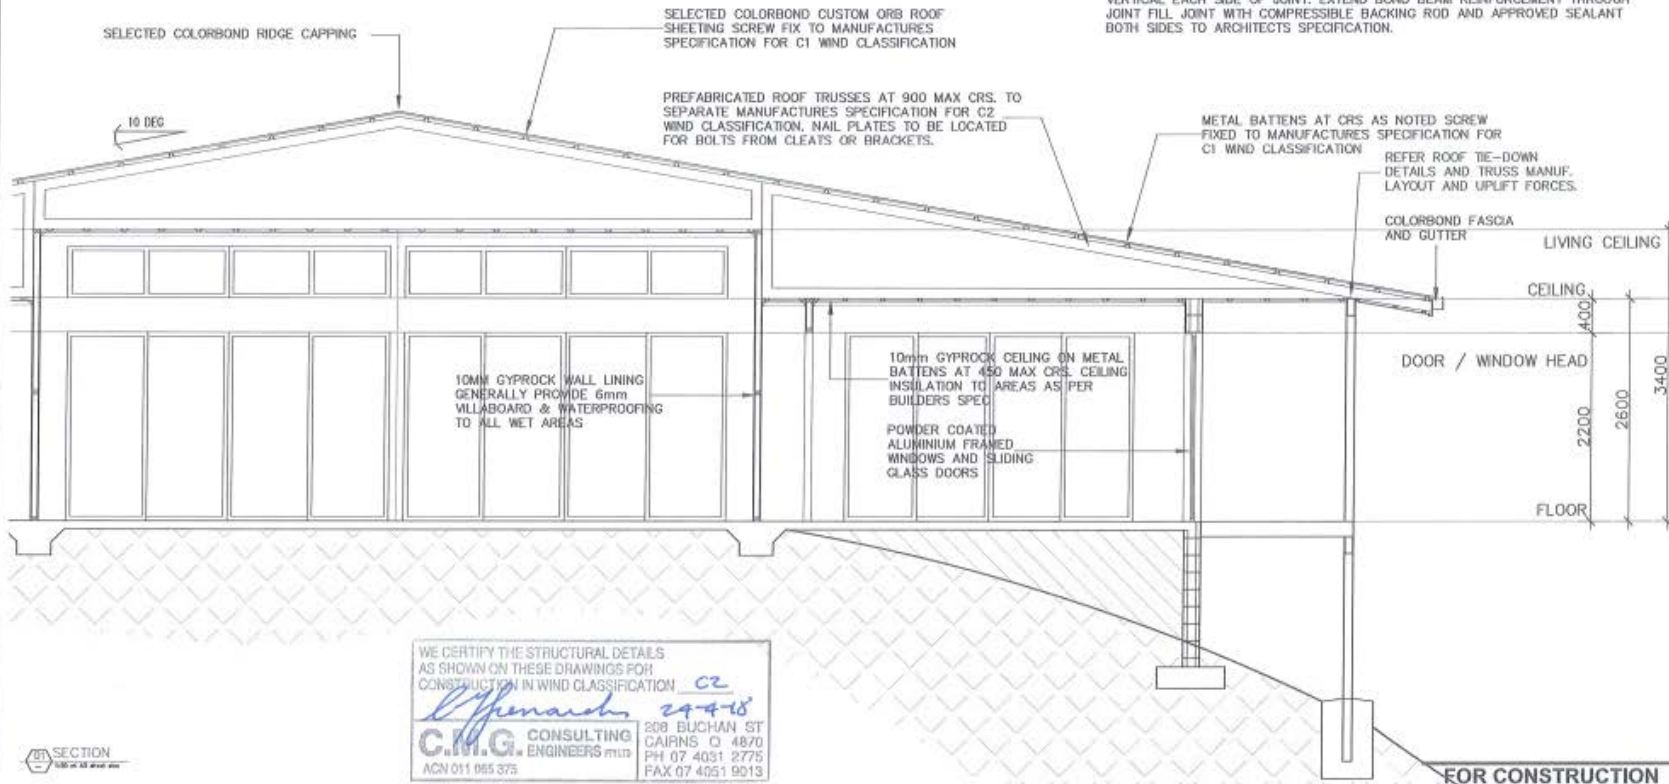 VERTICAL EACH SIDE OF JOINT. EXTEND BOND BEAM REINFORCEMENT THROUGH
JOINT FILL JOINT WITH COMPRESSIBLE BACKING ROD AND APPROVED SEALANT
BOTH SIDES TO ARCHITECTS SPECIFICATION.
SELECTED COLORBOND RIDGE CAPPING
SELECTED COLORBOND CUSTOM ORB ROOF
SHEETING SCREW FIX TO MANUFACTURES
SPECIFICATION FOR C1 WIND CLASSIFICATION
10 DEG
PREFABRICATED ROOF TRUSSES AT 900 MAX CRS. TO
SEPARATE MANUFACTURES SPECIFICATION FOR C2
WIND CLASSIFICATION. NAIL PLATES TO BE LOCATED
FOR BOLTS FROM CLEATS OR BRACKETS.
METAL BATTENS AT CRS AS NOTED SCREW
FIXED TO MANUFACTURES SPECIFICATION FOR
C1 WIND CLASSIFICATION
REFER ROOF TIE-DOWN
DETAILS AND TRUSS MANUF.
LAYOUT AND UPLIFT FORCES.
COLORBOND FASCIA
AND GUTTER
LIVING CEILING
CEILING
400
DOOR / WINDOW HEAD
2200
2600
3400
FLOOR
10MM GYPROCK WALL LINING
GENERALLY PROVIDE 6mm
VILLABOARD & WATERPROOFING
TO ALL WET AREAS
10mm GYPROCK CEILING ON METAL
BATTENS AT 450 MAX CRS. CEILING
INSULATION TO AREAS AS PER
BUILDERS SPEC
POWDER COATED
ALUMINIUM FRAMED
WINDOWS AND SLIDING
GLASS DOORS
WE CERTIFY THE STRUCTURAL DETAILS
AS SHOWN ON THESE DRAWINGS FOR
CONSTRUCTION IN WIND CLASSIFICATION C2
24-4-18
C.M.G. CONSULTING
ENGINEERS PTY LTD
ACN 011 065 375
208 BUCHAN ST
CAIRNS Q 4870
PH 07 4031 2775
FAX 07 4051 9013
01 SECTION
FOR CONSTRUCTION